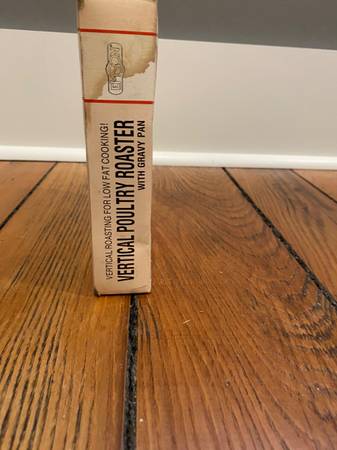 VERTICAL ROASTING FOR LOW FAT COOKING!
VERTICAL POULTRY ROASTER
WITH GRAVY PAN